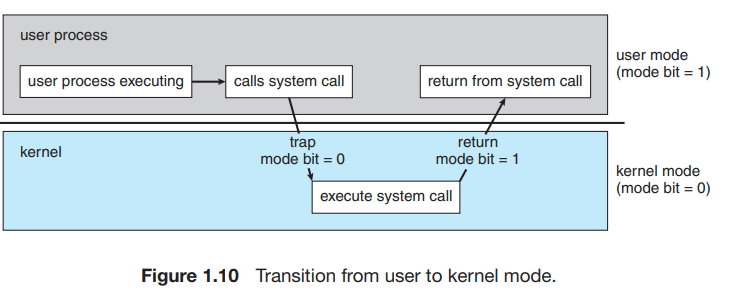 user process
user process executing
calls system call
return from system call
user mode
(mode bit = 1)
kernel
trap
mode bit = 0
return
mode bit = 1
execute system call
kernel mode
(mode bit = 0)
Figure 1.10 Transition from user to kernel mode.